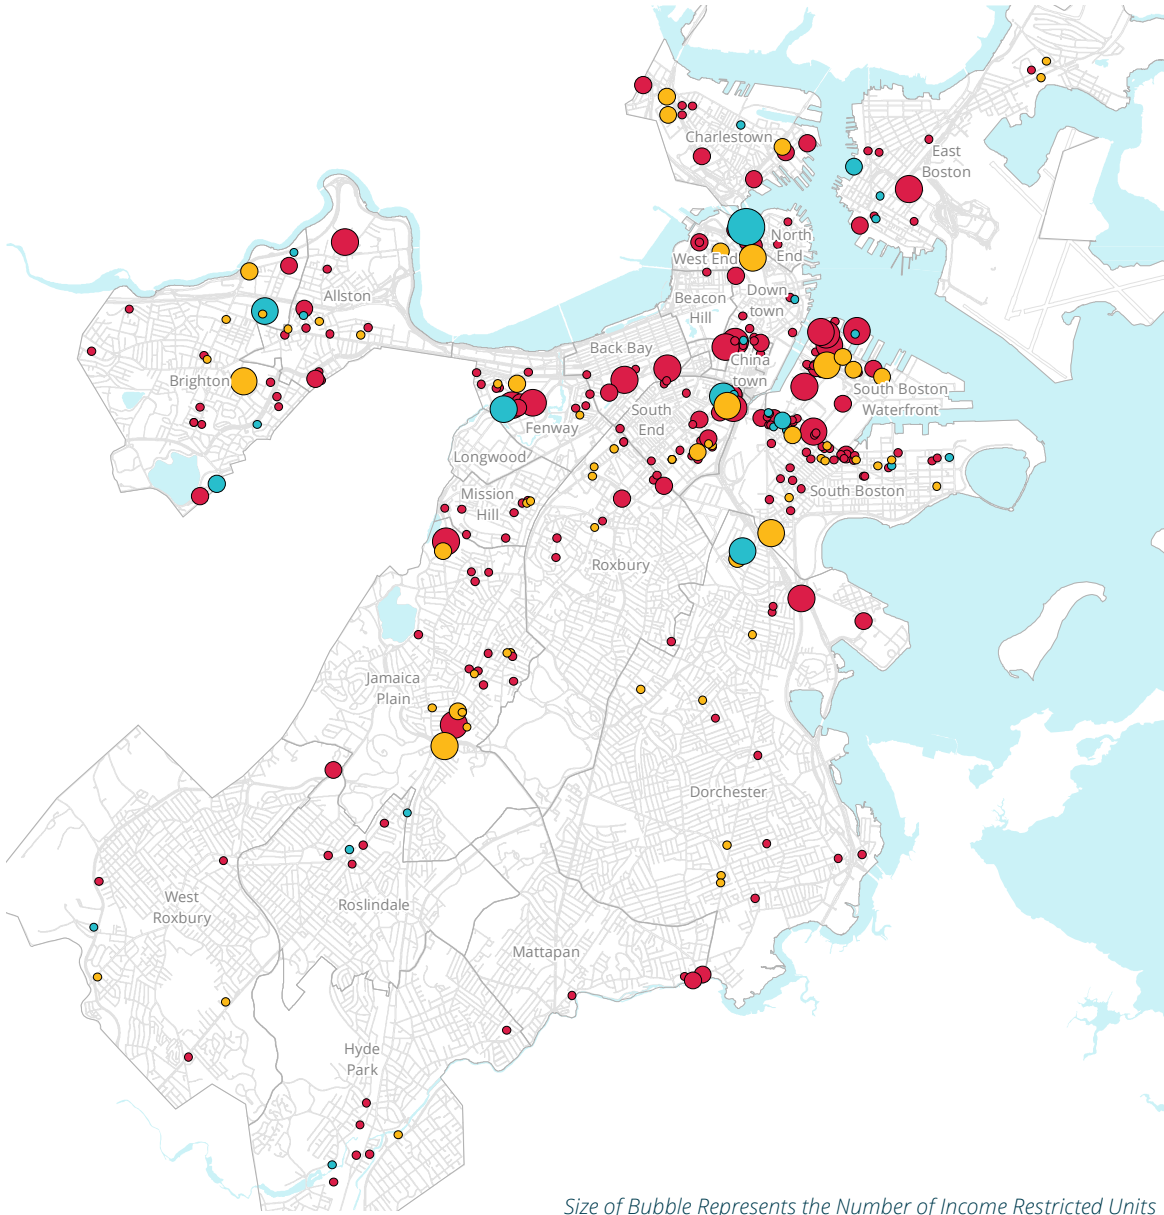 Charlestown
East
Boston
North
End
West End
Beacon
Hill
Down
town
Allston
Back Bay
China
town
Brighton
South Boston
Waterfront
South
End
Fenway
Longwood
Mission
Hill
South Boston
Roxbury
Jamaica
Plain
Dorchester
West
Roxbury
Roslindale
Mattapan
Hyde
Park
Size of Bubble Represents the Number of Income Restricted Units